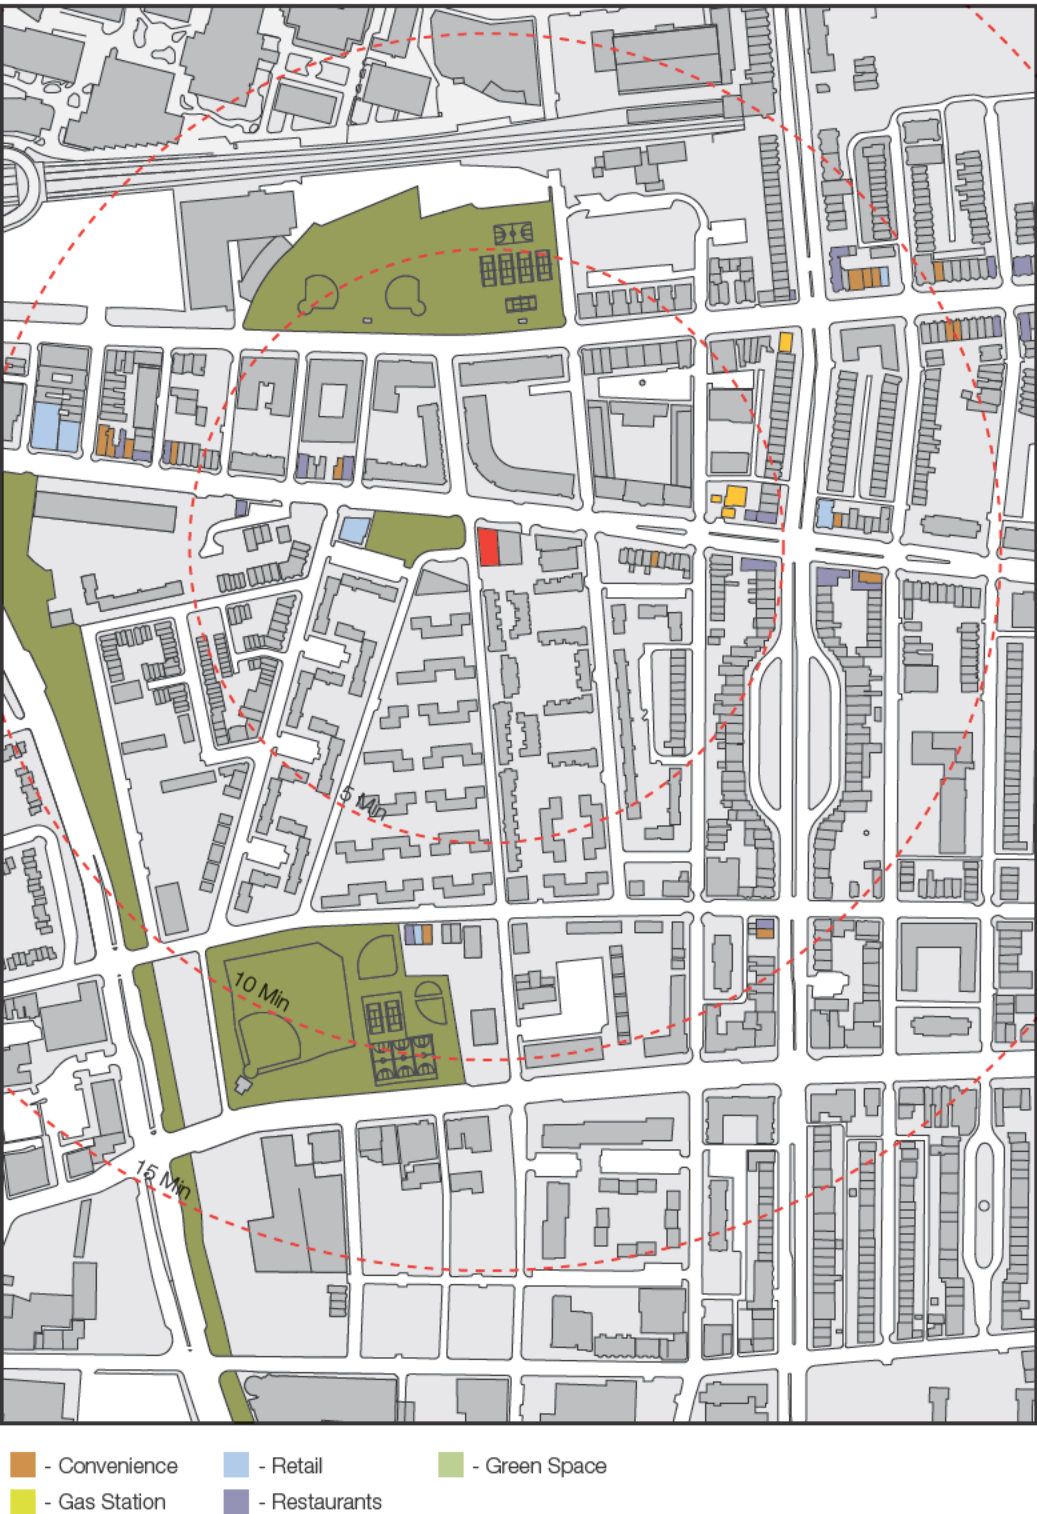 5 Min
10 Min
15 Min
- Convenience
- Retail
- Green Space
- Gas Station
- Restaurants